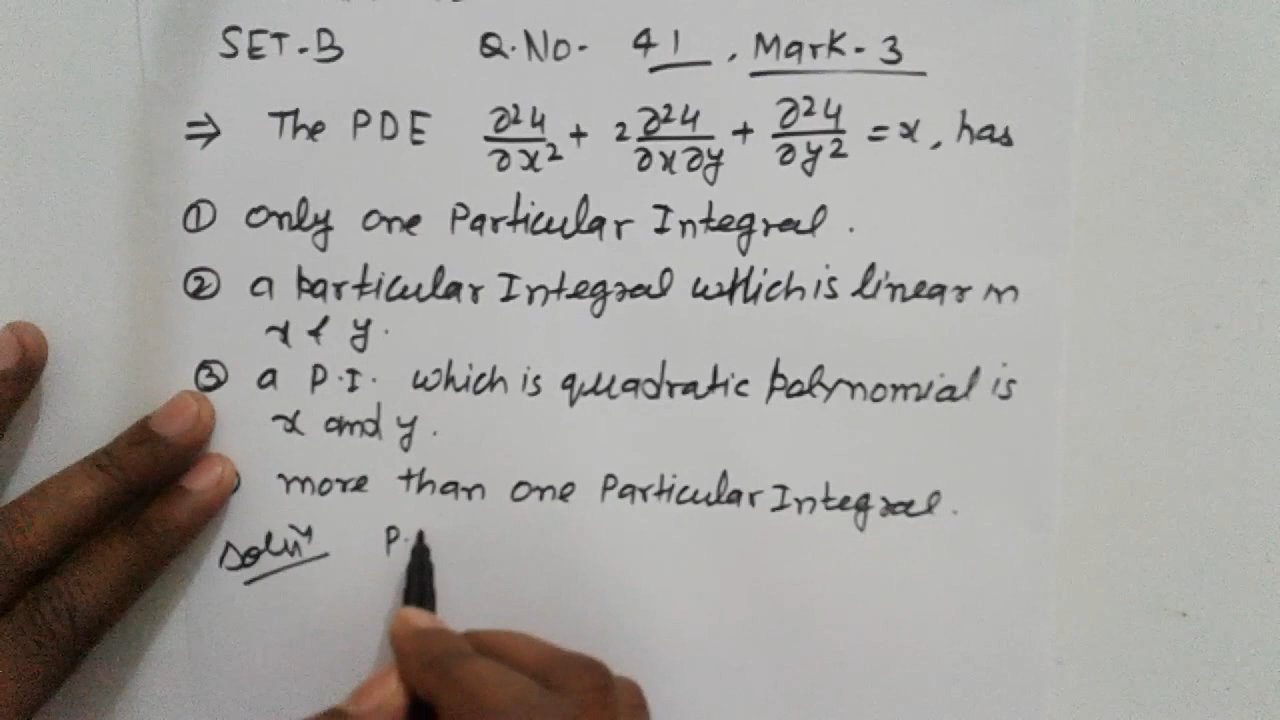 SET-B Q.No- 41, Mark-3
⇒ The PDE ∂²u/∂x² + 2 ∂²u/∂x∂y + ∂²u/∂y² = x, has
① only one Particular Integral.
② a particular Integral which is linear in
x & y.
③ a P.I. which is quadratic polynomial is
x and y.
more than one Particular Integral.
Soluⁿ P.